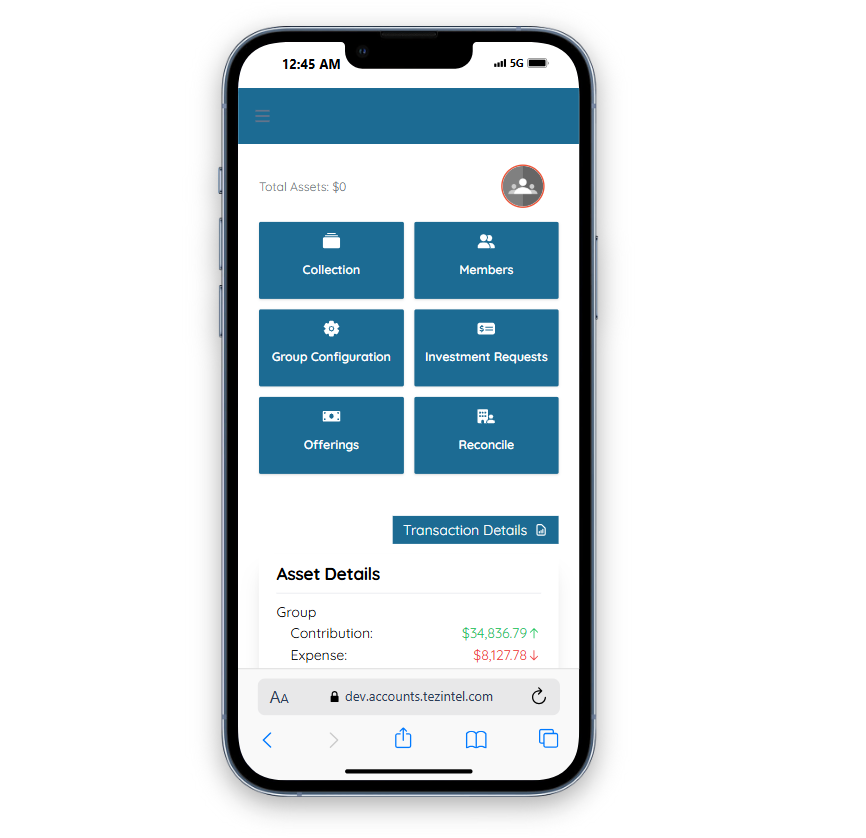 12:45 AM 5G
Total Assets: $0
Collection Members
Group Configuration Investment Requests
Offerings Reconcile
Transaction Details
Asset Details
Group
Contribution: $34,836.79↑
Expense: $8,127.78↓
AA dev.accounts.tezintel.com